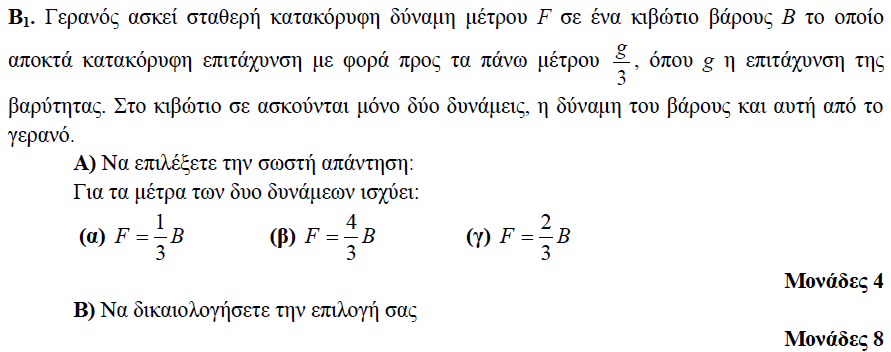 Β₁. Γερανός ασκεί σταθερή κατακόρυφη δύναμη μέτρου F σε ένα κιβώτιο βάρους B το οποίο
αποκτά κατακόρυφη επιτάχυνση με φορά προς τα πάνω μέτρου g/3, όπου g η επιτάχυνση της
βαρύτητας. Στο κιβώτιο σε ασκούνται μόνο δύο δυνάμεις, η δύναμη του βάρους και αυτή από το
γερανό.
Α) Να επιλέξετε την σωστή απάντηση:
Για τα μέτρα των δυο δυνάμεων ισχύει:
(α) F = 1/3 B (β) F = 4/3 B (γ) F = 2/3 B
Μονάδες 4
Β) Να δικαιολογήσετε την επιλογή σας
Μονάδες 8